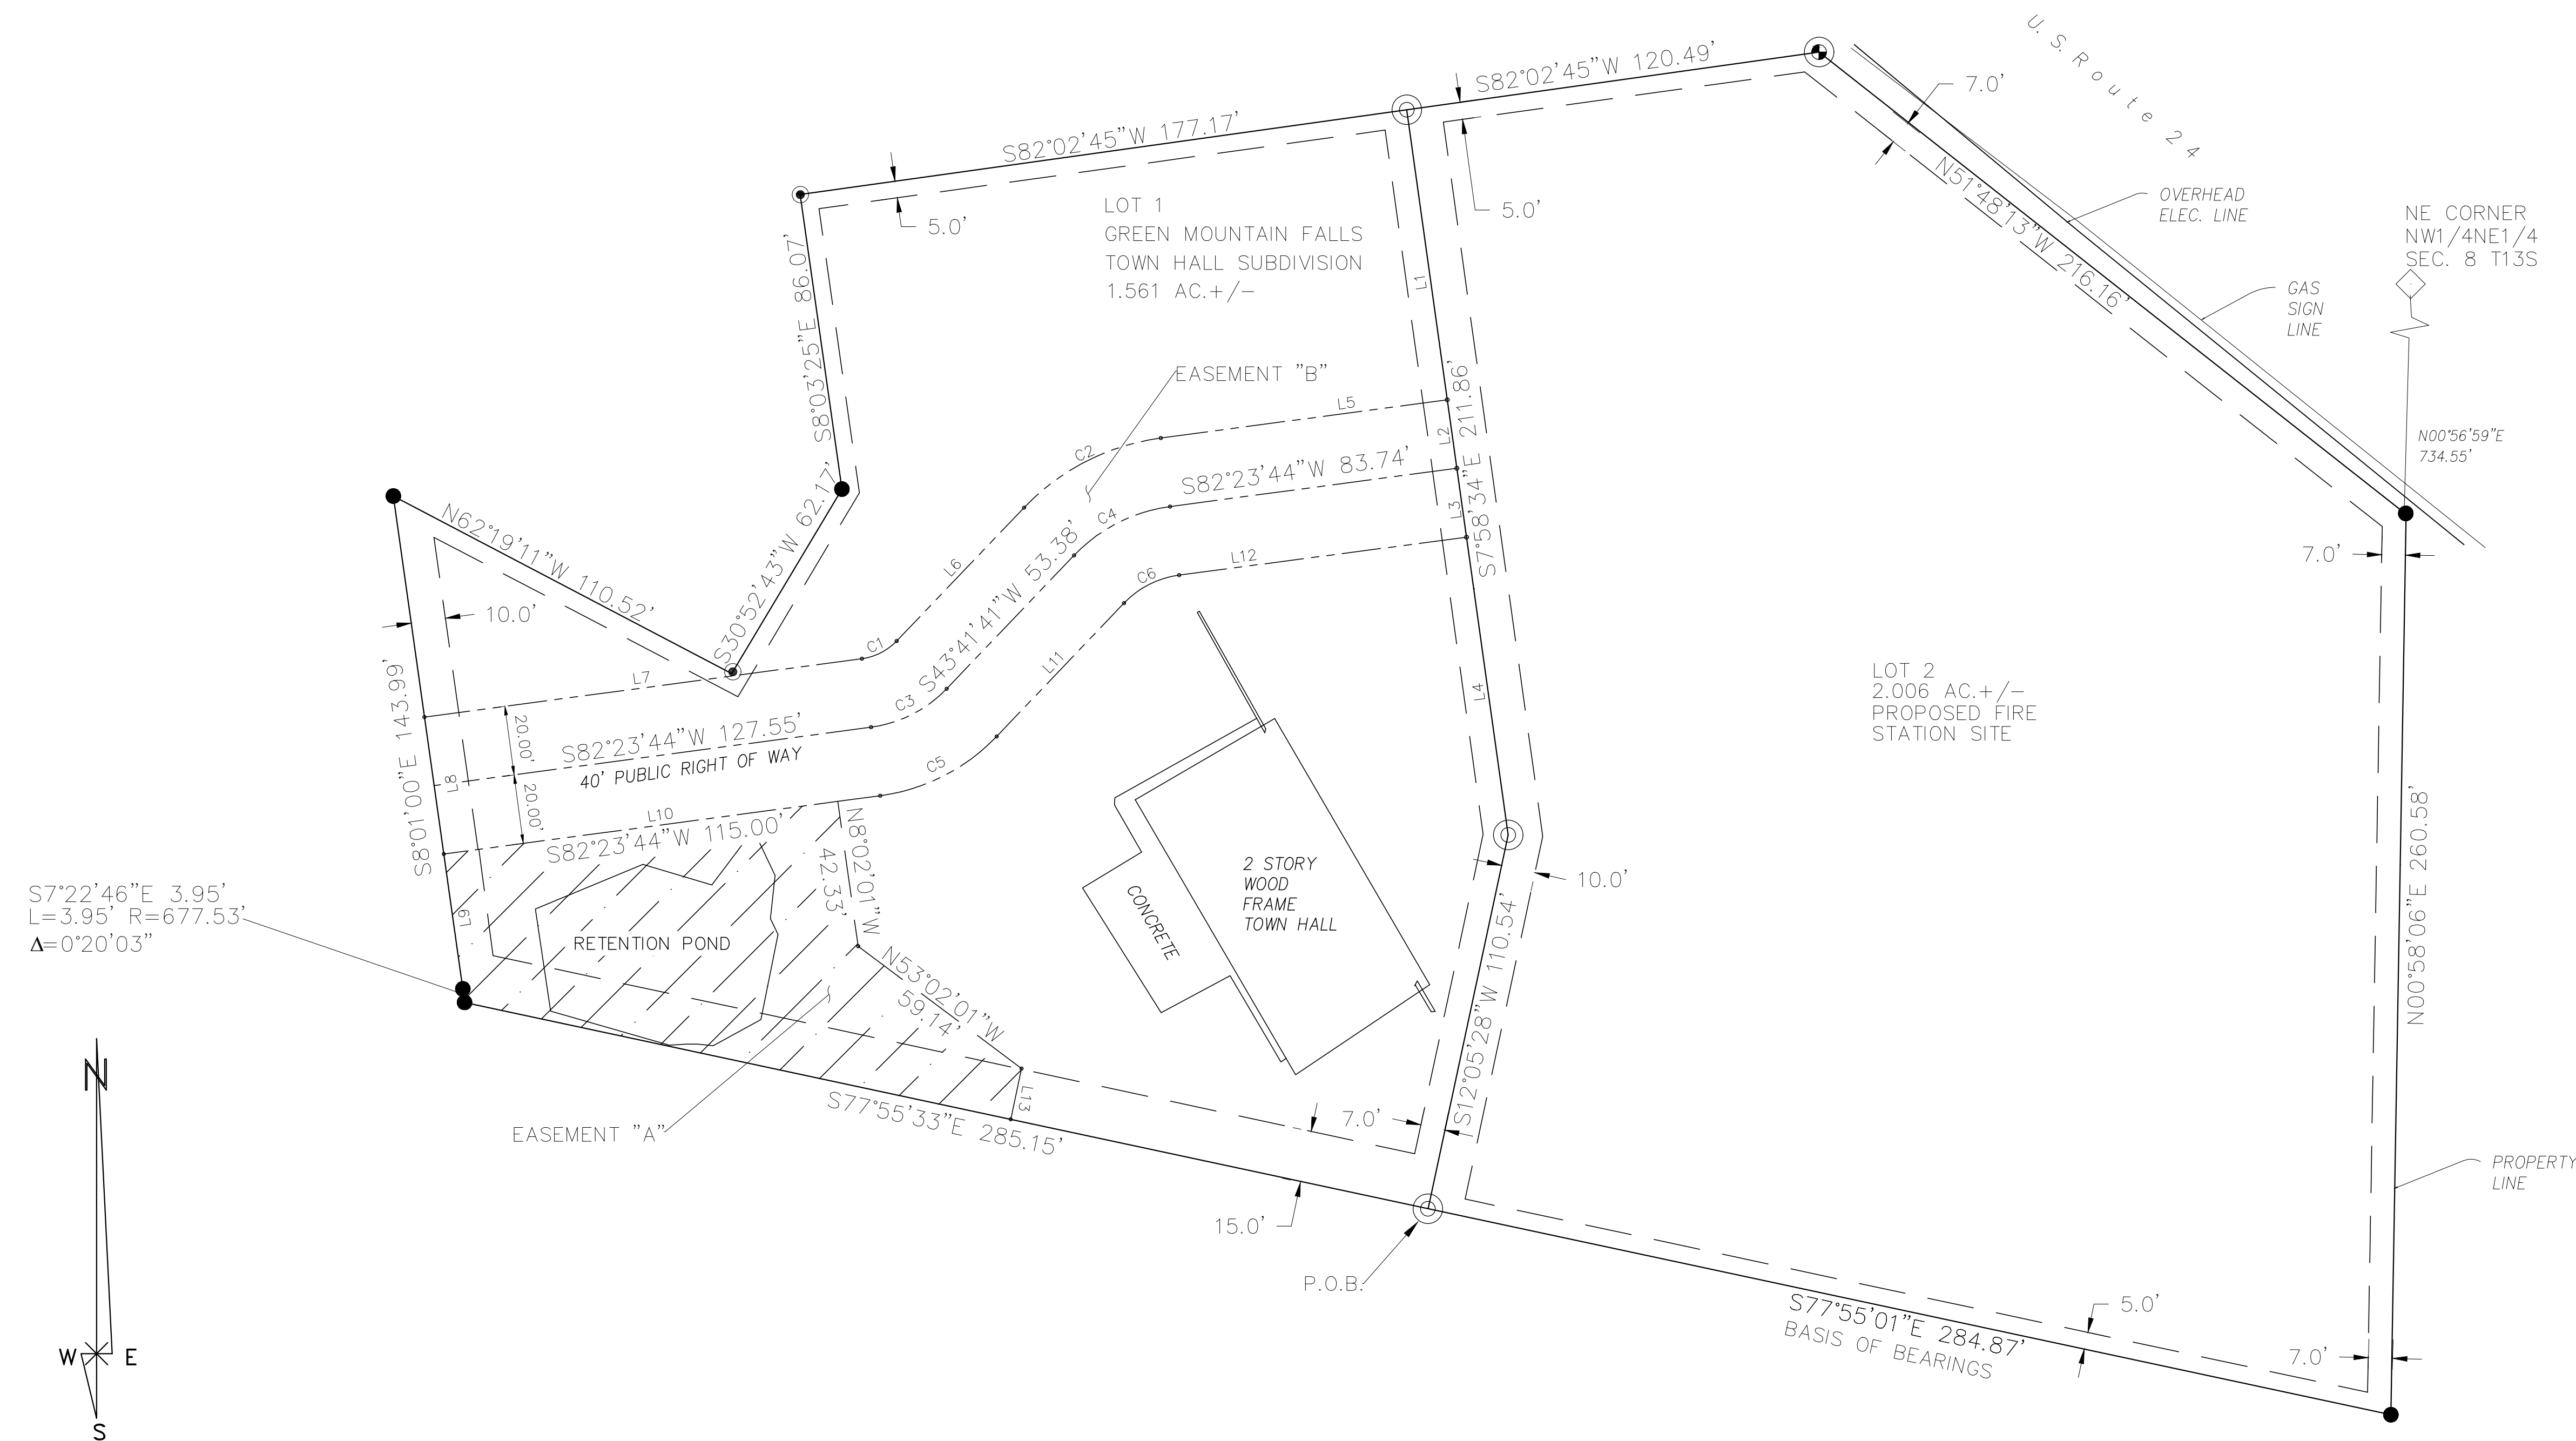 U. S. Route 24
S82°02'45"W 120.49'
7.0'
S82°02'45"W 177.17'
N51°48'13"W 216.16'
OVERHEAD
ELEC. LINE
NE CORNER
NW1/4NE1/4
SEC. 8 T13S
5.0'
5.0'
LOT 1
GREEN MOUNTAIN FALLS
TOWN HALL SUBDIVISION
1.561 AC.+/-
L1
GAS
SIGN
LINE
S8°03'25"E 86.07'
EASEMENT "B"
L5
L2
S7°58'34"E 211.86'
C2
S82°23'44"W 83.74'
N00°56'59"E
734.55'
N62°19'11"W 110.52'
S30°52'43"W 62.17'
C4
L3
L6
S43°41'41"W 53.38'
L12
C6
7.0'
10.0'
C1
L11
L7
C3
L4
S8°01'00"E 143.99'
20.00'
S82°23'44"W 127.55'
40' PUBLIC RIGHT OF WAY
L8
20.00'
C5
L10
S82°23'44"W 115.00'
LOT 2
2.006 AC.+/-
PROPOSED FIRE
STATION SITE
N00°58'06"E 260.58'
N8°02'01"W
42.33'
2 STORY
WOOD
FRAME
TOWN HALL
CONCRETE
10.0'
S7°22'46"E 3.95'
L=3.95' R=677.53'
Δ=0°20'03"
L9
RETENTION POND
N53°02'01"W
59.14'
S12°05'28"W 110.54'
N
L13
S77°55'33"E 285.15'
7.0'
EASEMENT "A"
PROPERTY
LINE
15.0'
P.O.B.
S77°55'01"E 284.87'
BASIS OF BEARINGS
5.0'
7.0'
W E
S